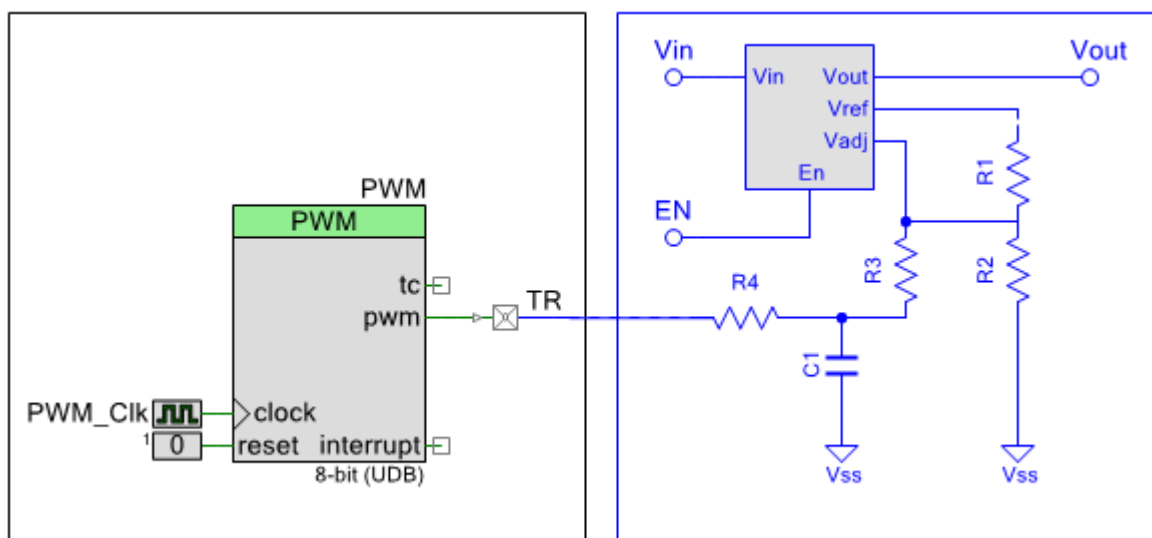 PWM
PWM
tc
pwm
TR
PWM_Clk
clock
1
0
reset
interrupt
8-bit (UDB)
Vin
Vout
Vin
Vout
Vref
Vadj
En
EN
R1
R3
R2
R4
C1
Vss
Vss